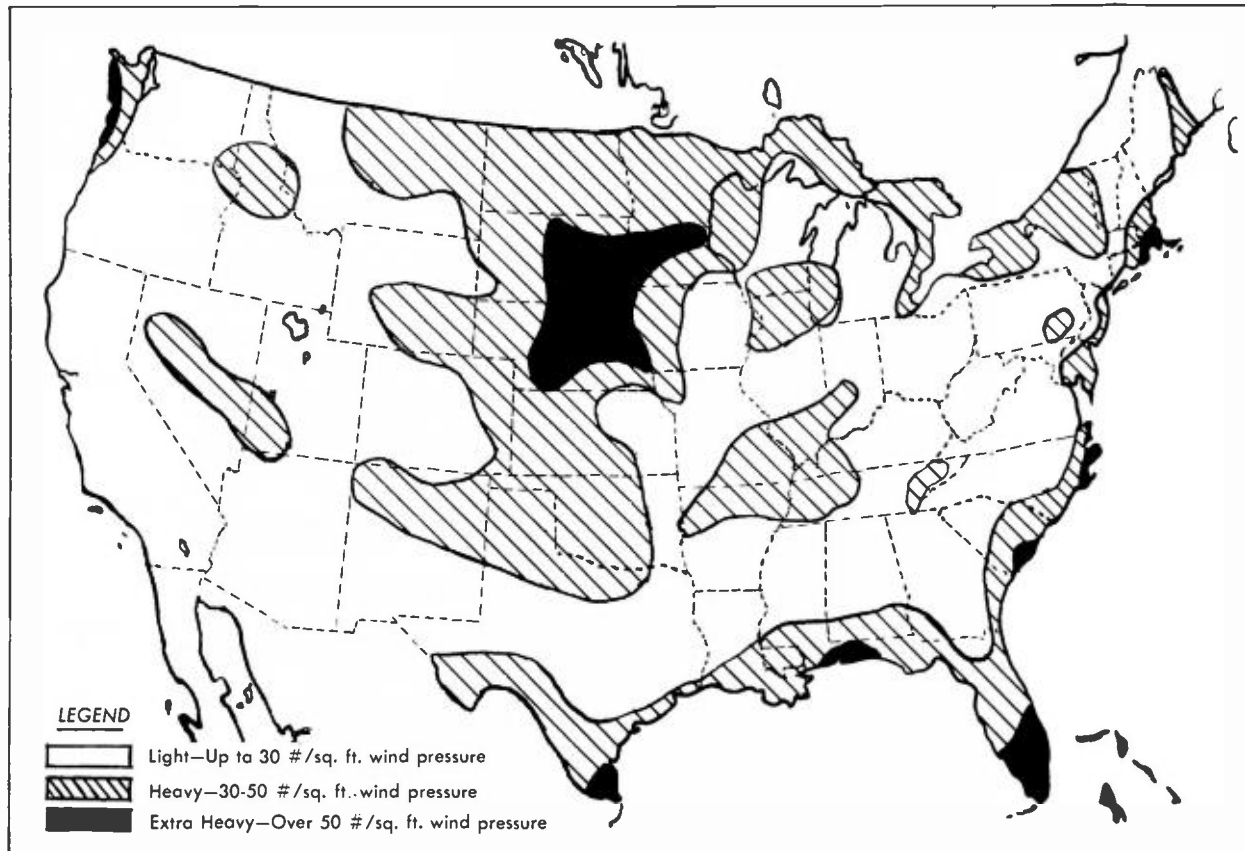 LEGEND
Light—Up ta 30 #/sq. ft. wind pressure
Heavy—30-50 #/sq. ft. wind pressure
Extra Heavy—Over 50 #/sq. ft. wind pressure